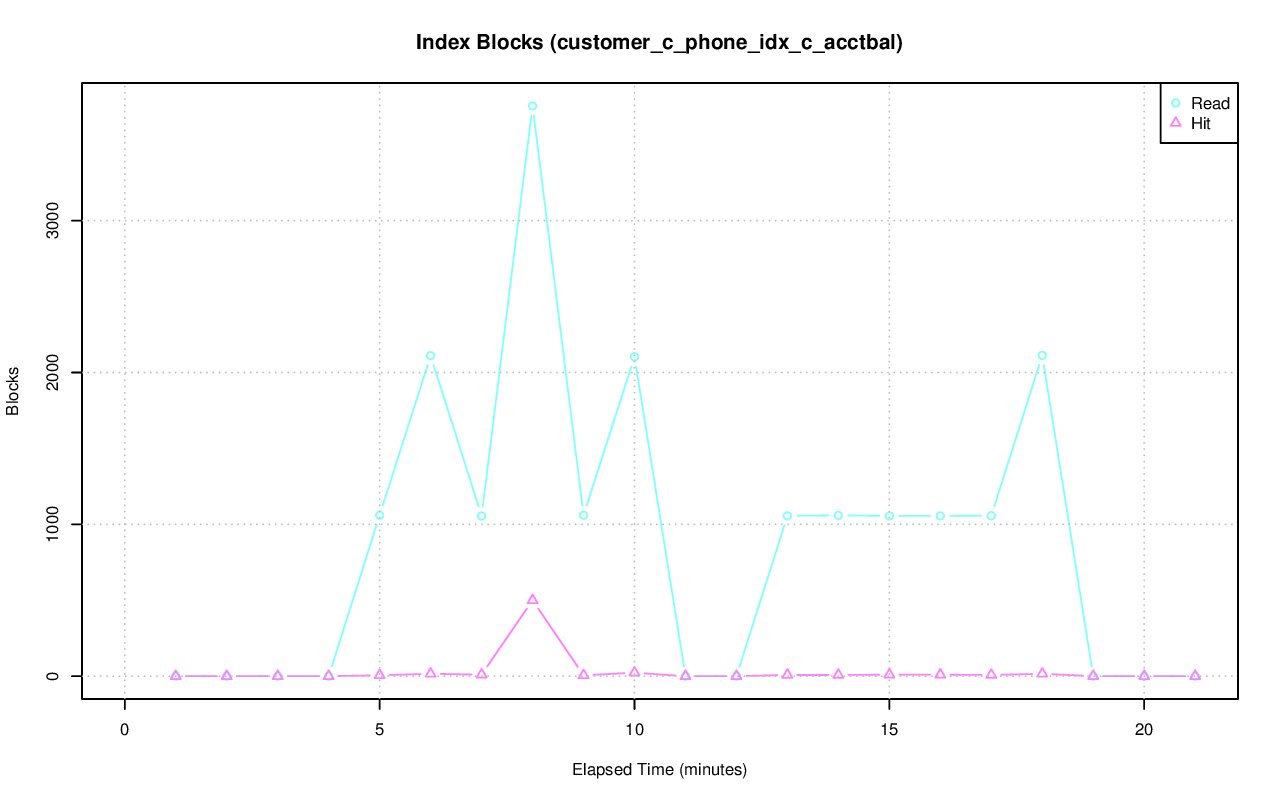 Index Blocks (customer_c_phone_idx_c_acctbal)
Read
Hit
3000
2000
1000
0
Blocks
0 5 10 15 20
Elapsed Time (minutes)